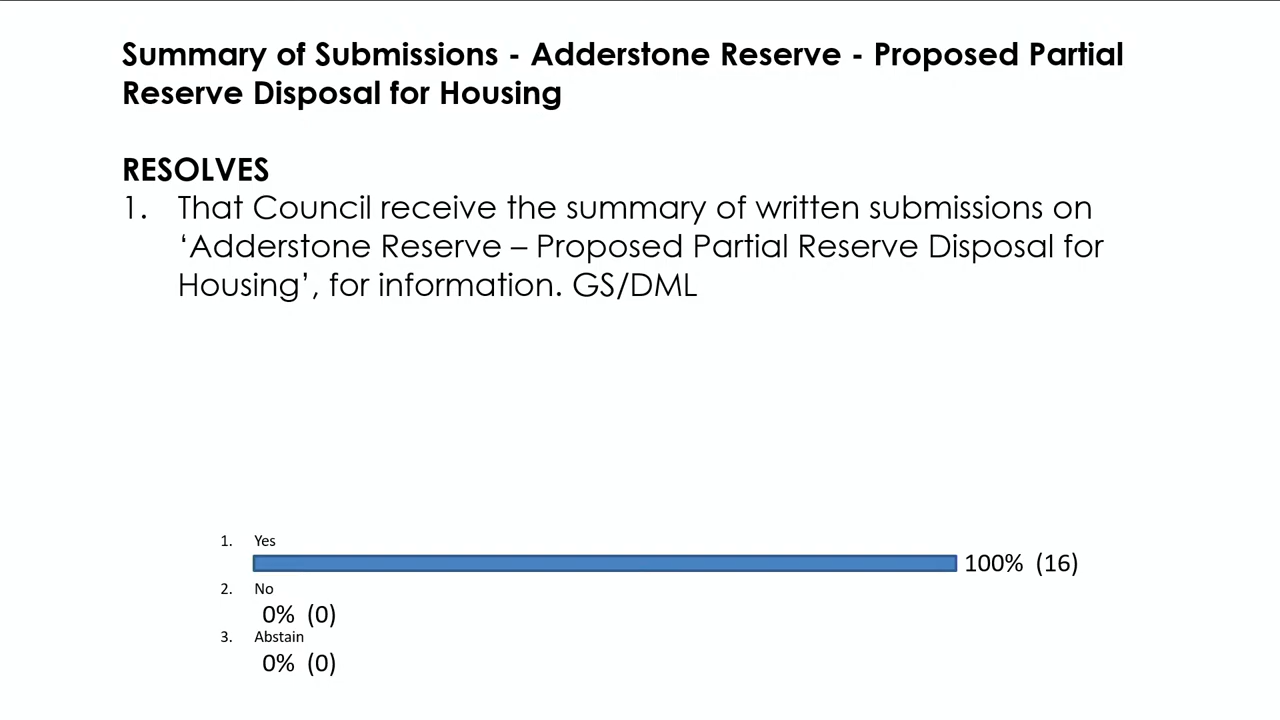 Summary of Submissions - Adderstone Reserve - Proposed Partial
Reserve Disposal for Housing
RESOLVES
1. That Council receive the summary of written submissions on
‘Adderstone Reserve – Proposed Partial Reserve Disposal for
Housing’, for information. GS/DML
1. Yes
100% (16)
2. No
0% (0)
3. Abstain
0% (0)